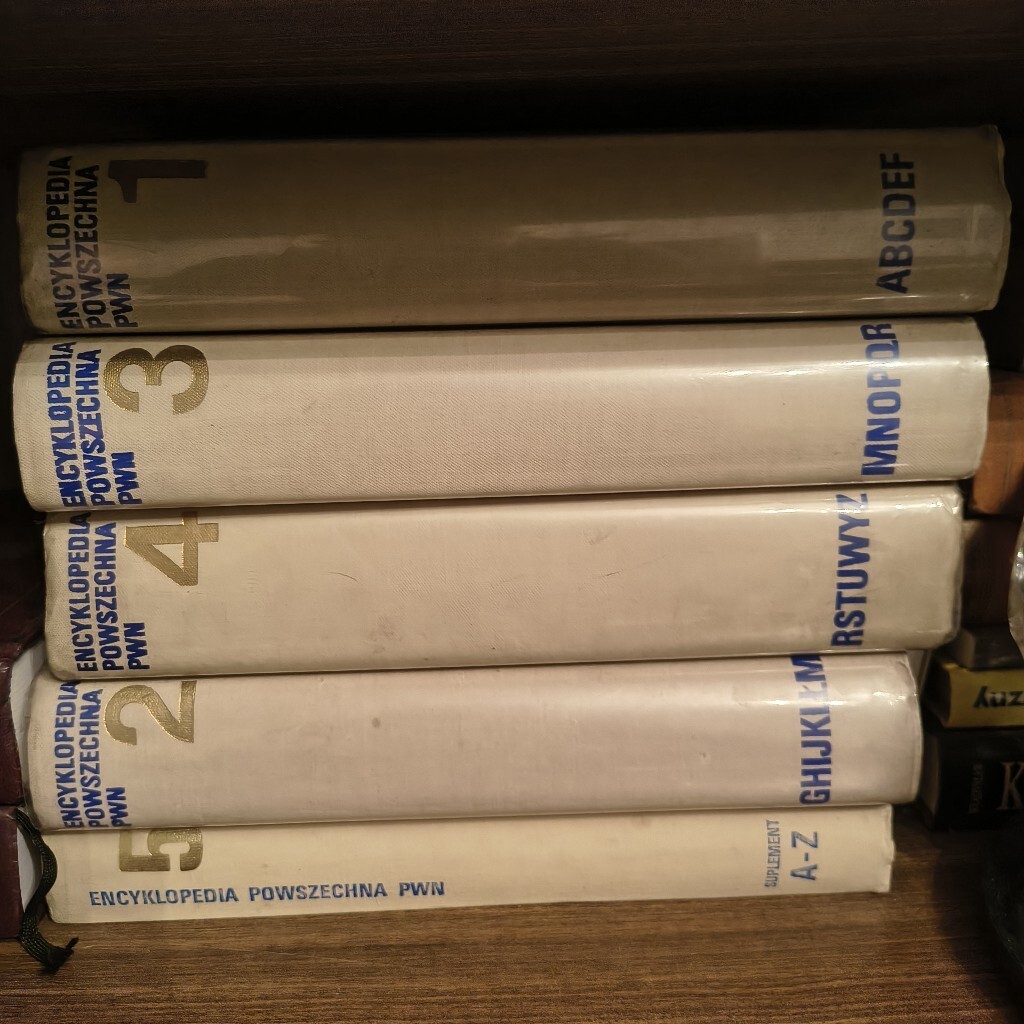 ENCYKLOPEDIA
POWSZECHNA
PWN
1
ABCDEF
ENCYKLOPEDIA
POWSZECHNA
PWN
3
MNOPQR
ENCYKLOPEDIA
POWSZECHNA
PWN
4
RSTUWYZ
ENCYKLOPEDIA
POWSZECHNA
PWN
2
GHIJKLŁM
5
ENCYKLOPEDIA POWSZECHNA PWN
SUPLEMENT
A-Z